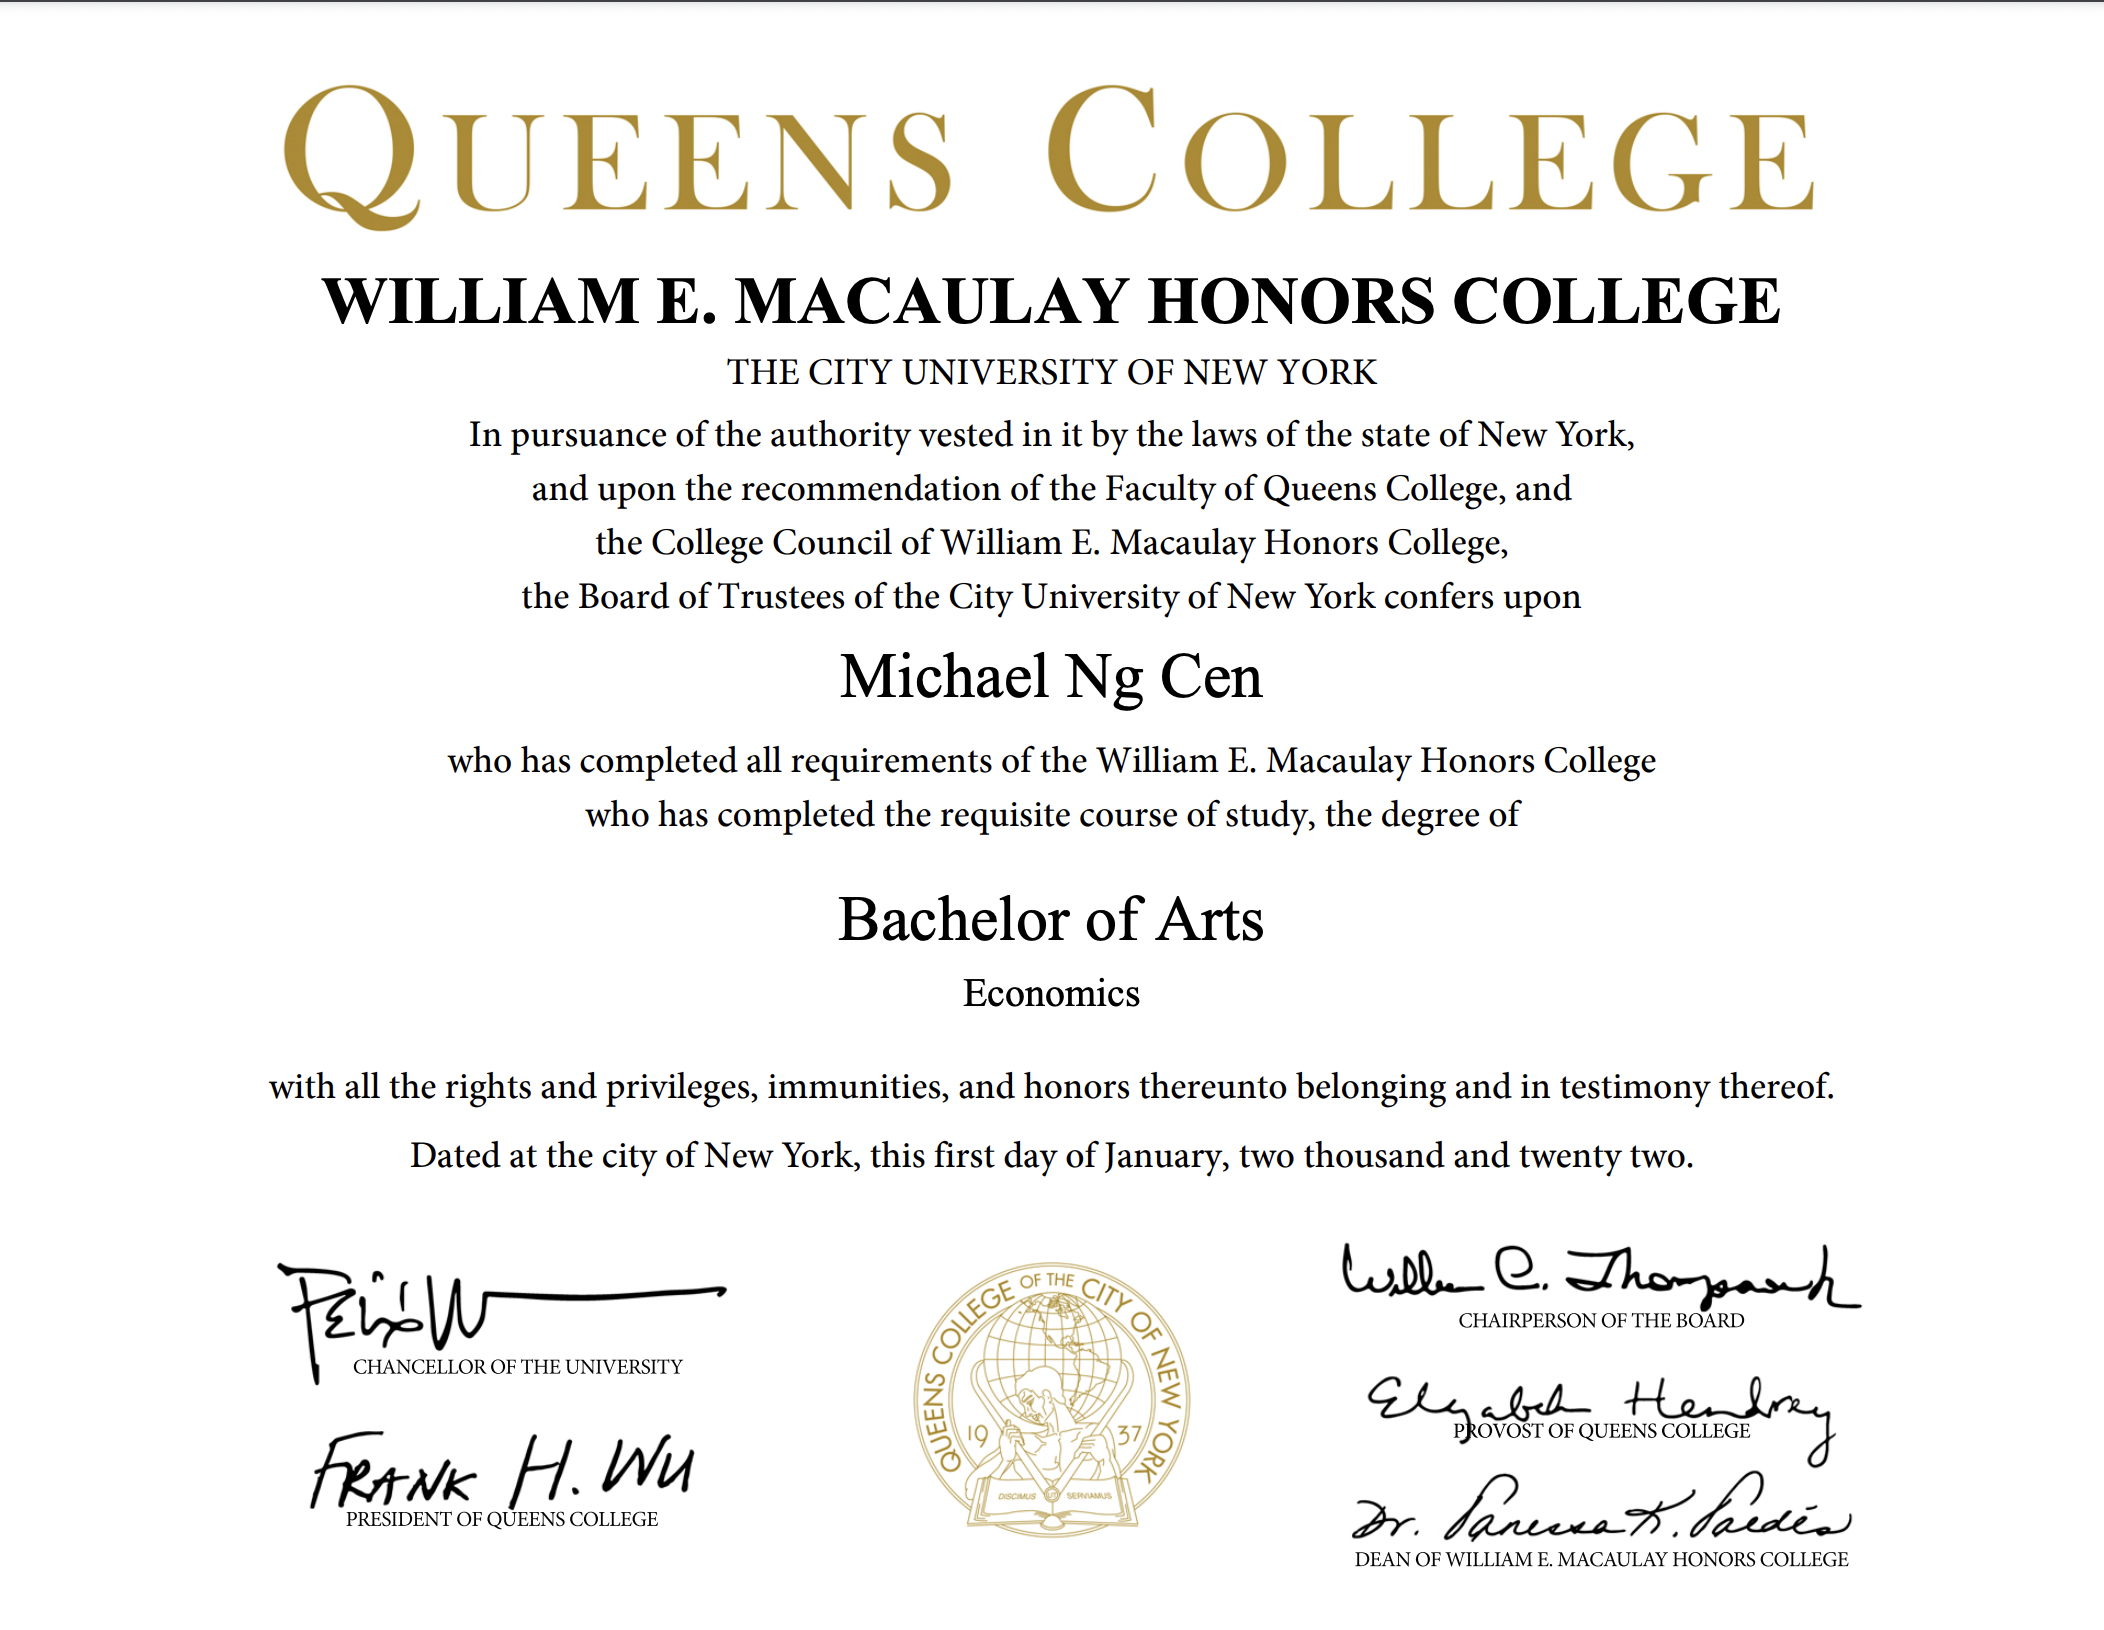 QUEENS COLLEGE
WILLIAM E. MACAULAY HONORS COLLEGE
THE CITY UNIVERSITY OF NEW YORK
In pursuance of the authority vested in it by the laws of the state of New York,
and upon the recommendation of the Faculty of Queens College, and
the College Council of William E. Macaulay Honors College,
the Board of Trustees of the City University of New York confers upon
Michael Ng Cen
who has completed all requirements of the William E. Macaulay Honors College
who has completed the requisite course of study, the degree of
Bachelor of Arts
Economics
with all the rights and privileges, immunities, and honors thereunto belonging and in testimony thereof.
Dated at the city of New York, this first day of January, two thousand and twenty two.
CHANCELLOR OF THE UNIVERSITY
FRANK H. WU
PRESIDENT OF QUEENS COLLEGE
QUEENS COLLEGE OF THE CITY OF NEW YORK
19 37
DISCIMUS UT SERVIAMUS
C. Thompson
CHAIRPERSON OF THE BOARD
Elizabeth Hendrey
PROVOST OF QUEENS COLLEGE
Dr. Vanessa K. Valdés
DEAN OF WILLIAM E. MACAULAY HONORS COLLEGE